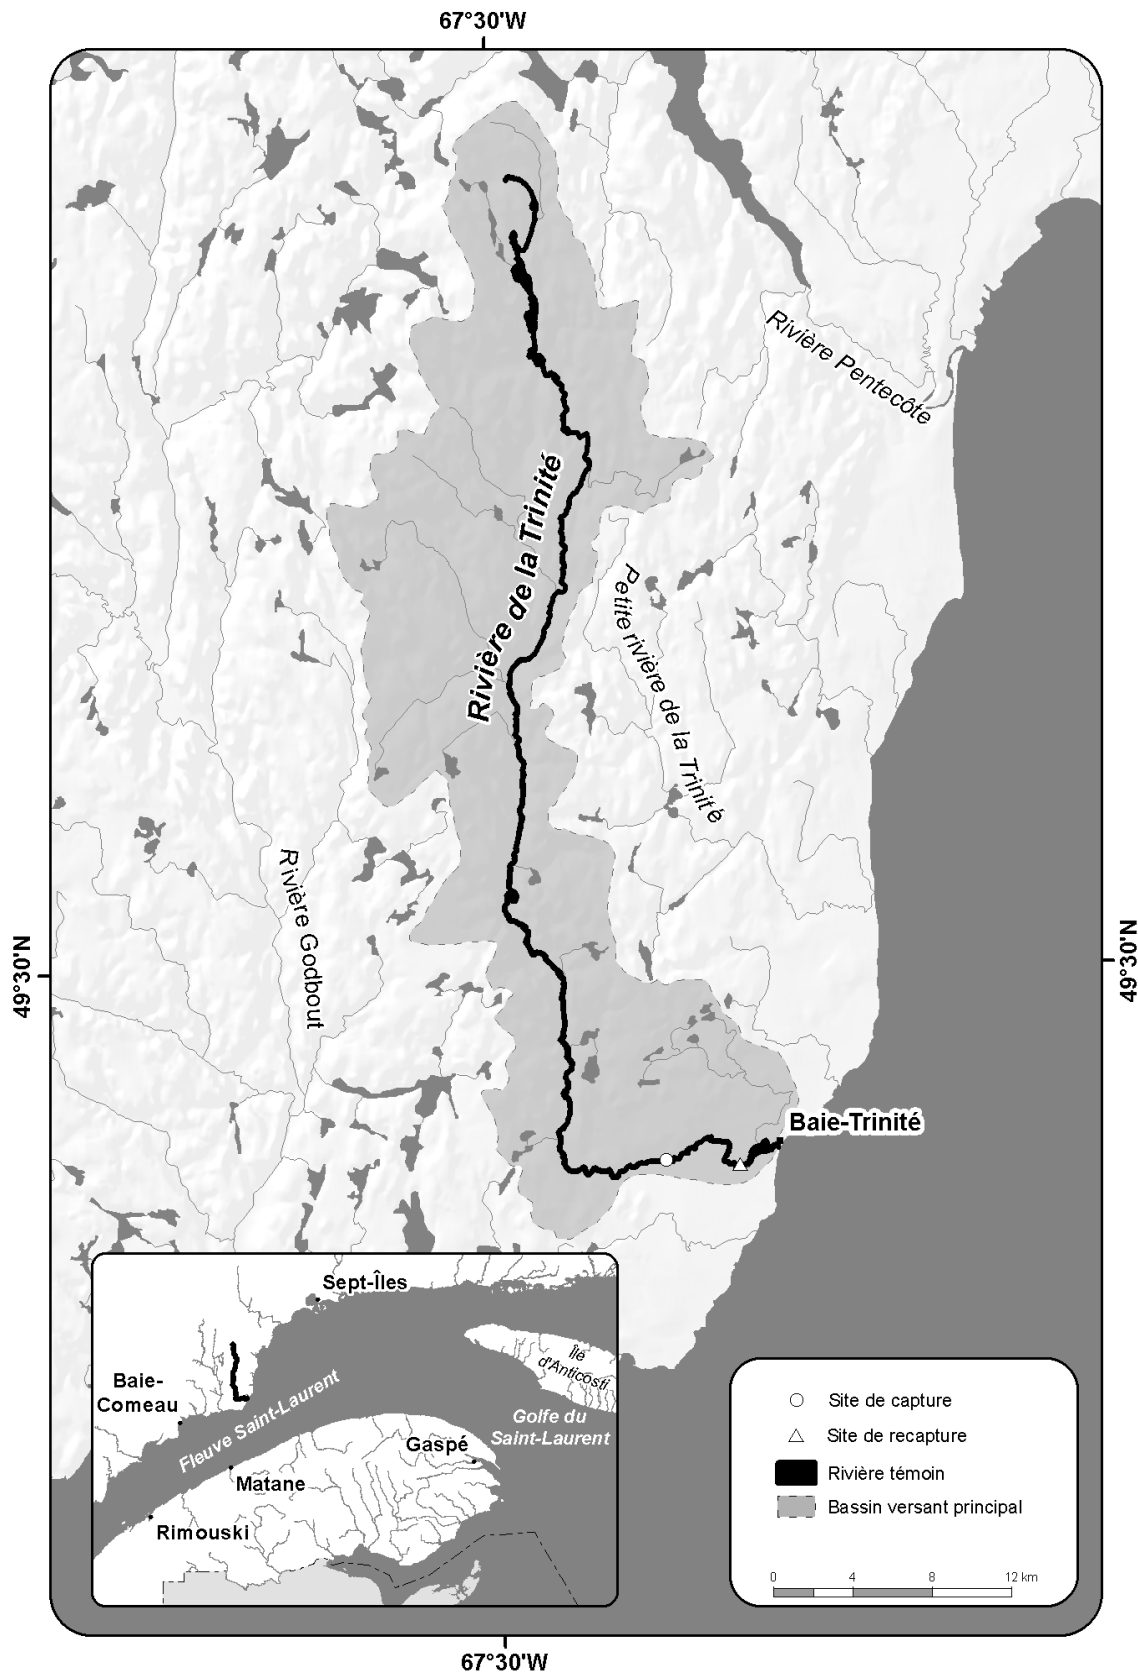 67°30'W
Rivière Pentecôte
Rivière de la Trinité
Petite rivière de la Trinité
Rivière Godbout
49°30'N
49°30'N
Baie-Trinité
Sept-Îles
Île
d'Anticosti
Baie-
Comeau
Fleuve Saint-Laurent
Golfe du
Saint-Laurent
Gaspé
Matane
Rimouski
Site de capture
Site de recapture
Rivière témoin
Bassin versant principal
0 4 8 12 km
67°30'W